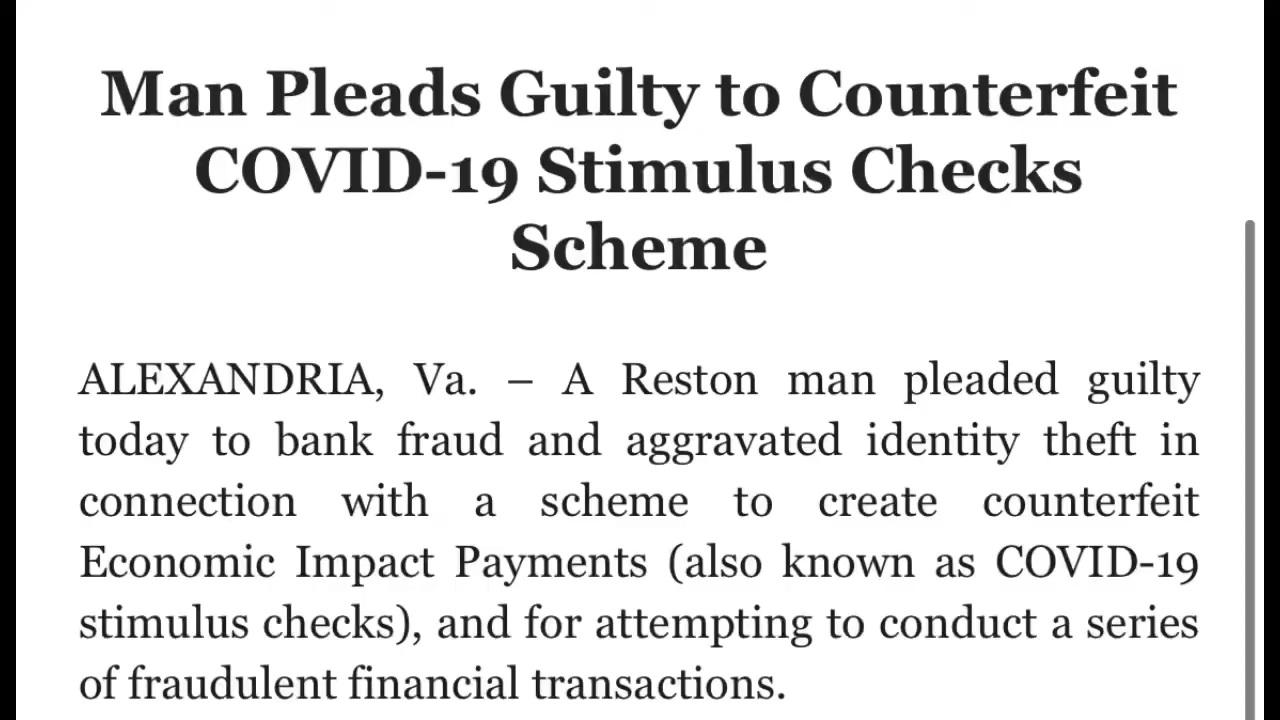 Man Pleads Guilty to Counterfeit
COVID-19 Stimulus Checks
Scheme
ALEXANDRIA, Va. – A Reston man pleaded guilty
today to bank fraud and aggravated identity theft in
connection with a scheme to create counterfeit
Economic Impact Payments (also known as COVID-19
stimulus checks), and for attempting to conduct a series
of fraudulent financial transactions.